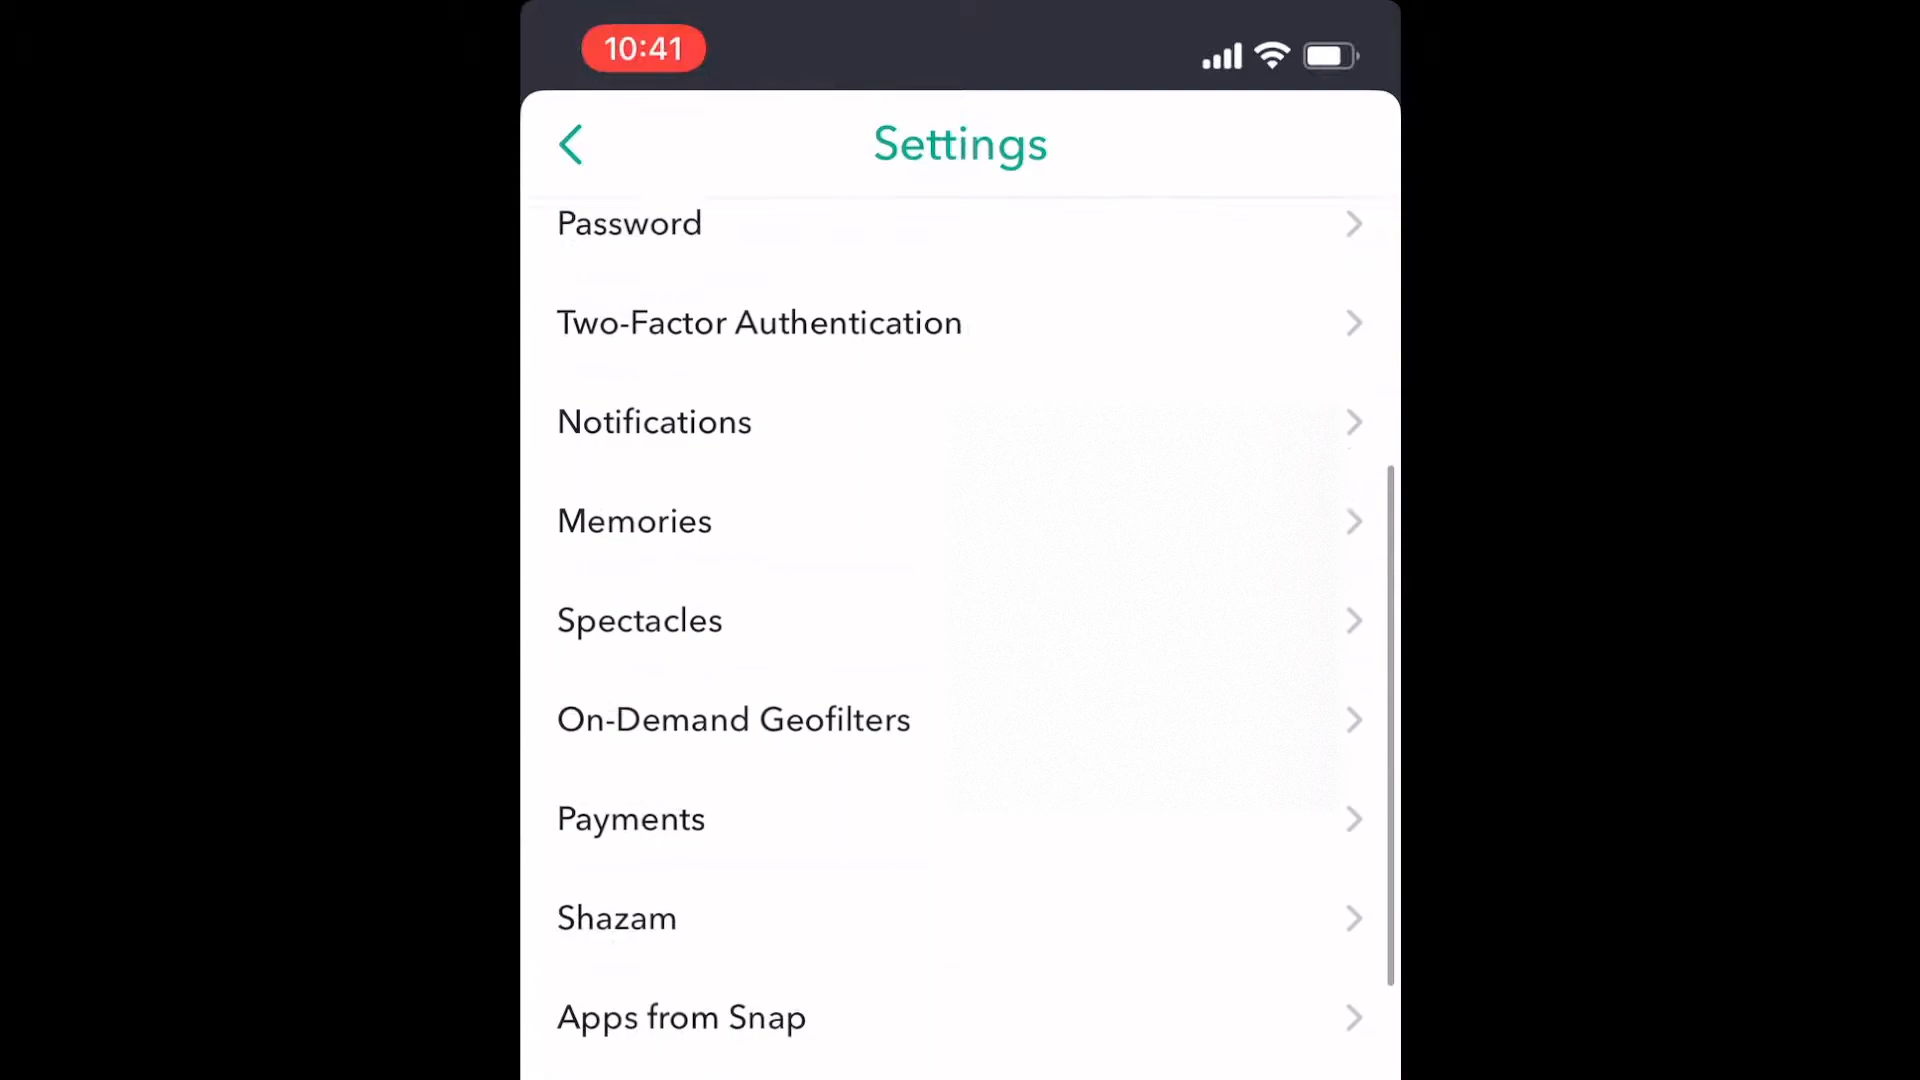 10:41
Settings
Password
Two-Factor Authentication
Notifications
Memories
Spectacles
On-Demand Geofilters
Payments
Shazam
Apps from Snap